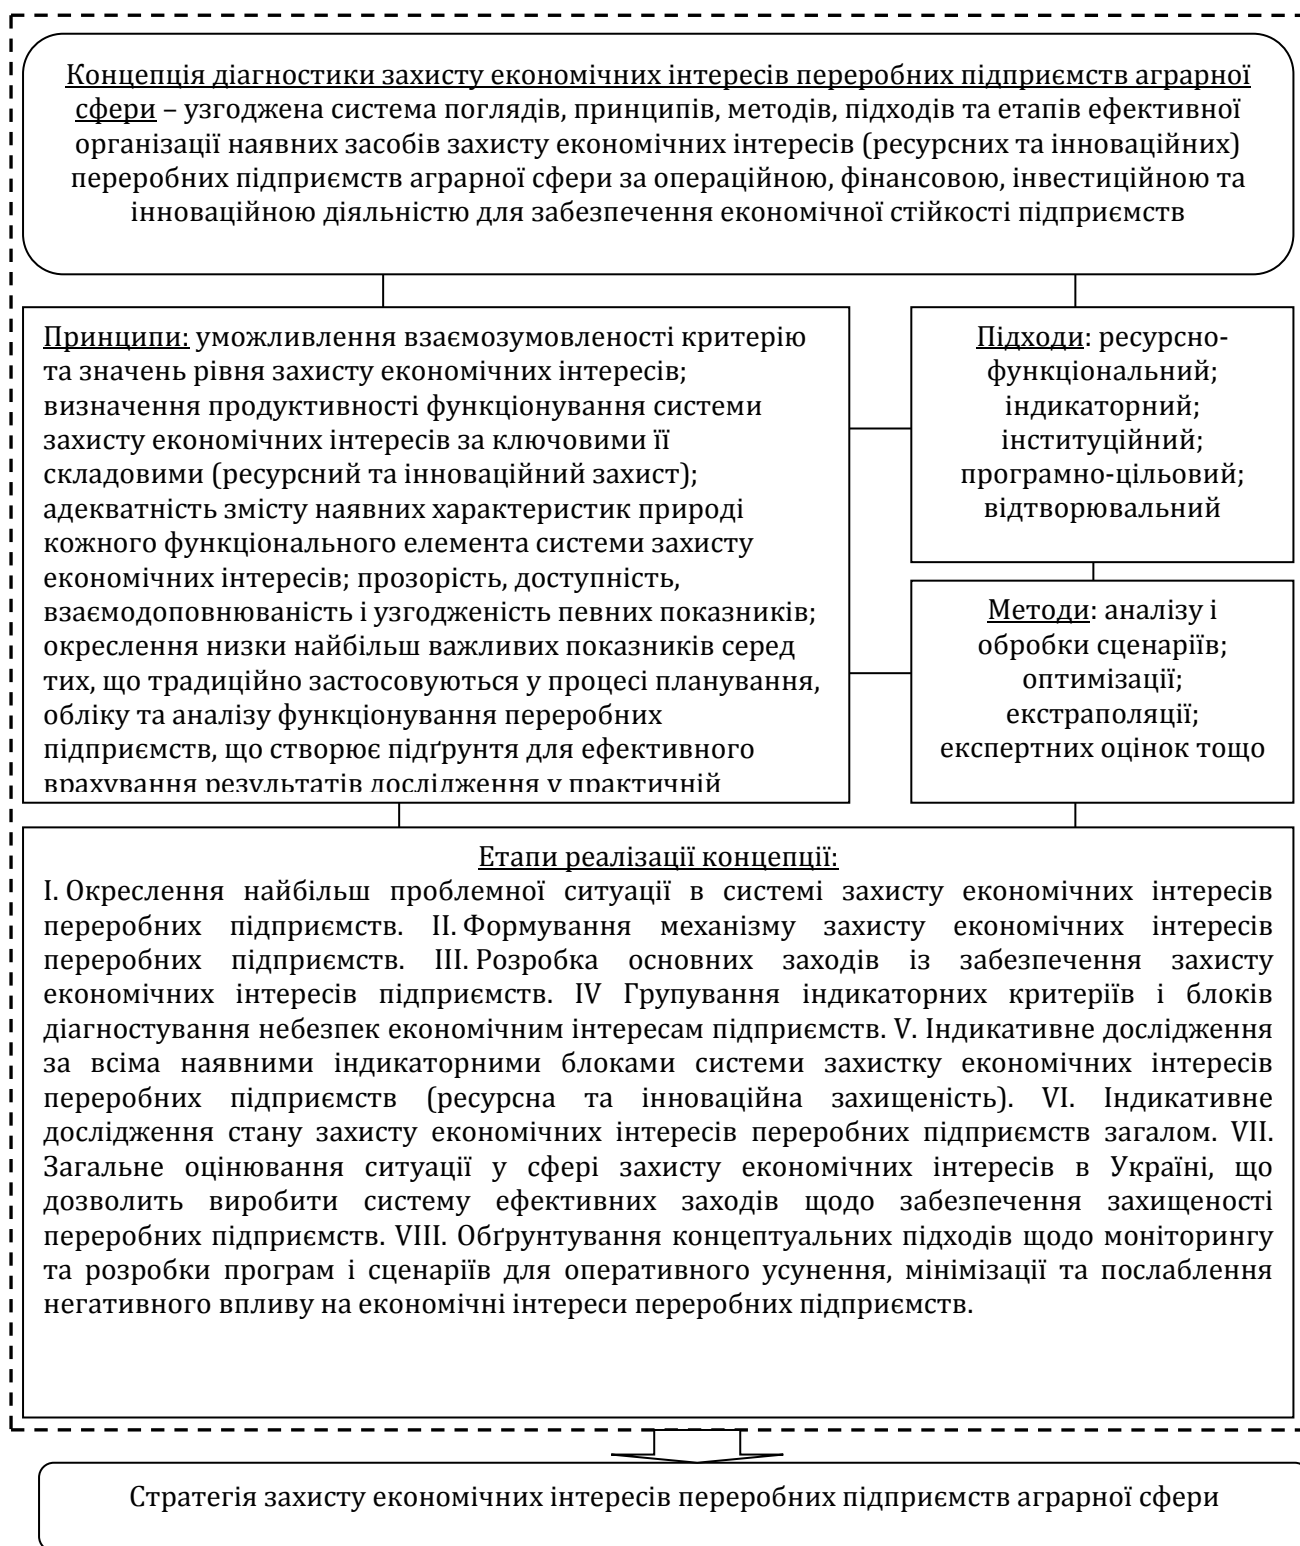 Концепція діагностики захисту економічних інтересів переробних підприємств аграрної
сфери – узгоджена система поглядів, принципів, методів, підходів та етапів ефективної
організації наявних засобів захисту економічних інтересів (ресурсних та інноваційних)
переробних підприємств аграрної сфери за операційною, фінансовою, інвестиційною та
інноваційною діяльністю для забезпечення економічної стійкості підприємств
Принципи: уможливлення взаємозумовленості критерію
та значень рівня захисту економічних інтересів;
визначення продуктивності функціонування системи
захисту економічних інтересів за ключовими її
складовими (ресурсний та інноваційний захист);
адекватність змісту наявних характеристик природі
кожного функціонального елемента системи захисту
економічних інтересів; прозорість, доступність,
взаємодоповнюваність і узгодженість певних показників;
окреслення низки найбільш важливих показників серед
тих, що традиційно застосовуються у процесі планування,
обліку та аналізу функціонування переробних
підприємств, що створює підґрунтя для ефективного
врахування результатів дослідження у практичній
Підходи: ресурсно-
функціональний;
індикаторний;
інституційний;
програмно-цільовий;
відтворювальний
Методи: аналізу і
обробки сценаріїв;
оптимізації;
екстраполяції;
експертних оцінок тощо
Етапи реалізації концепції:
І. Окреслення найбільш проблемної ситуації в системі захисту економічних інтересів
переробних підприємств. ІІ. Формування механізму захисту економічних інтересів
переробних підприємств. ІІІ. Розробка основних заходів із забезпечення захисту
економічних інтересів підприємств. IV Групування індикаторних критеріїв і блоків
діагностування небезпек економічним інтересам підприємств. V. Індикативне дослідження
за всіма наявними індикаторними блоками системи захистку економічних інтересів
переробних підприємств (ресурсна та інноваційна захищеність). VI. Індикативне
дослідження стану захисту економічних інтересів переробних підприємств загалом. VII.
Загальне оцінювання ситуації у сфері захисту економічних інтересів в Україні, що
дозволить виробити систему ефективних заходів щодо забезпечення захищеності
переробних підприємств. VIII. Обґрунтування концептуальних підходів щодо моніторингу
та розробки програм і сценаріїв для оперативного усунення, мінімізації та послаблення
негативного впливу на економічні інтереси переробних підприємств.
Стратегія захисту економічних інтересів переробних підприємств аграрної сфери